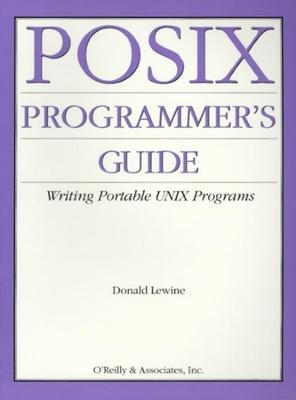 POSIX
PROGRAMMER'S
GUIDE
Writing Portable UNIX Programs
Donald Lewine
O'Reilly & Associates, Inc.